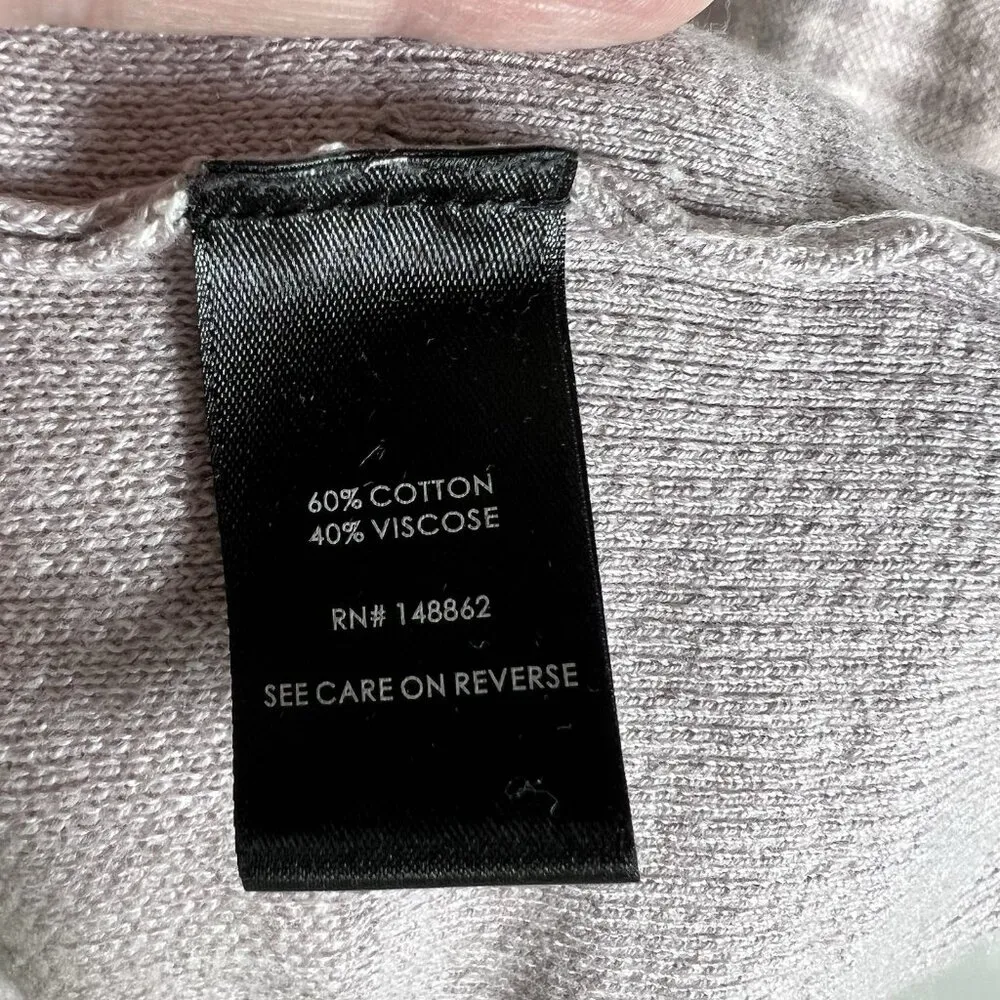 60% COTTON
40% VISCOSE
RN# 148862
SEE CARE ON REVERSE